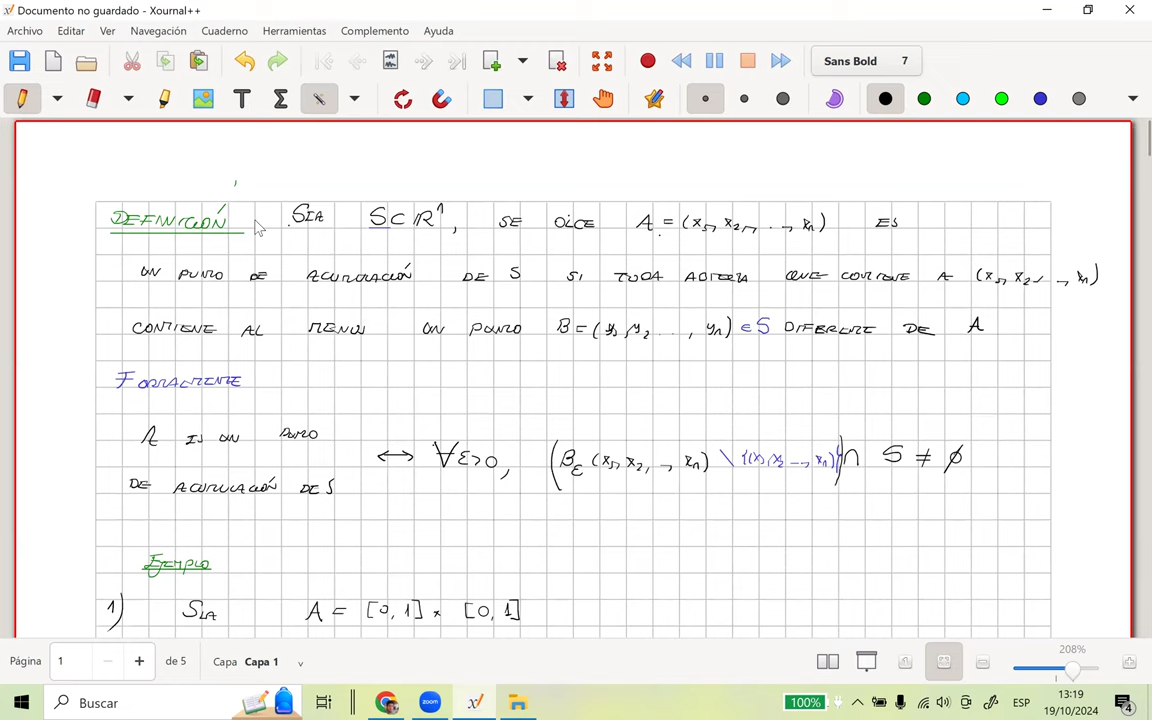 Documento no guardado - Xournal++
Archivo Editar Ver Navegación Cuaderno Herramientas Complemento Ayuda
Sans Bold 7
DEFINICIÓN SEA S⊂ℝⁿ, SE DICE A = (x₁, x₂, . . , xₙ) ES
UN PUNTO DE ACUMULACIÓN DE S SI TODA ABIERTA QUE CONTIENE A (x₁, x₂, . , xₙ)
CONTIENE AL MENOS UN PUNTO B = (y₁, y₂ . . . , yₙ) ∈ S DIFERENTE DE A
FORMALMENTE
A ES UN PUNTO
DE ACUMULACIÓN DE S ↔ ∀ε>0, (Bε (x₁, x₂, . , xₙ) \ {(x₁, x₂ ..., xₙ)}) ∩ S ≠ ∅
EJEMPLO
1) SEA A = [0, 1] × [0, 1]
Página 1 de 5 Capa Capa 1 208%
Buscar zoom 100% ESP 13:19
19/10/2024 4